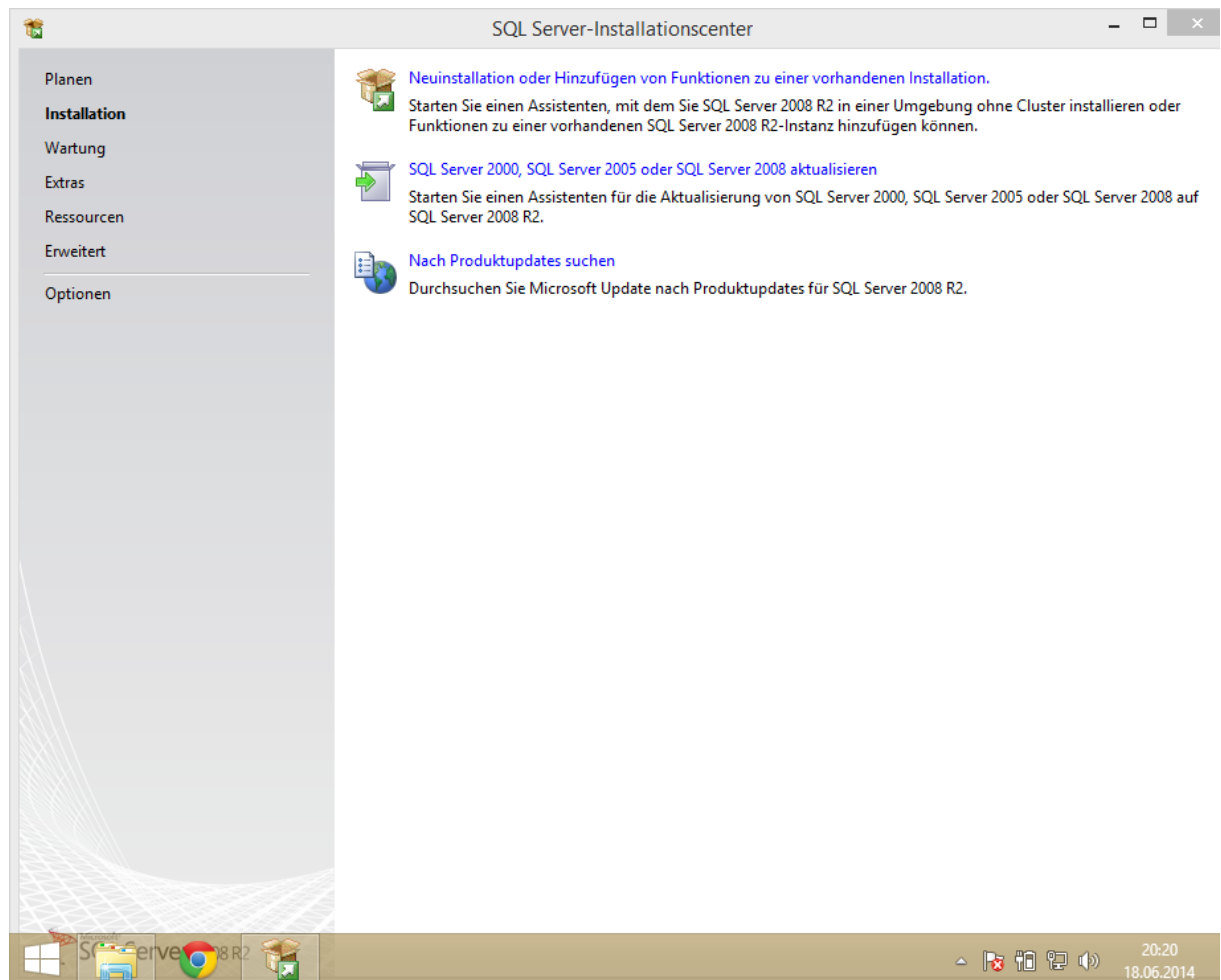 SQL Server-Installationscenter
Planen
Installation
Wartung
Extras
Ressourcen
Erweitert
Optionen
Neuinstallation oder Hinzufügen von Funktionen zu einer vorhandenen Installation.
Starten Sie einen Assistenten, mit dem Sie SQL Server 2008 R2 in einer Umgebung ohne Cluster installieren oder
Funktionen zu einer vorhandenen SQL Server 2008 R2-Instanz hinzufügen können.
SQL Server 2000, SQL Server 2005 oder SQL Server 2008 aktualisieren
Starten Sie einen Assistenten für die Aktualisierung von SQL Server 2000, SQL Server 2005 oder SQL Server 2008 auf
SQL Server 2008 R2.
Nach Produktupdates suchen
Durchsuchen Sie Microsoft Update nach Produktupdates für SQL Server 2008 R2.
R2
20:20
18.06.2014